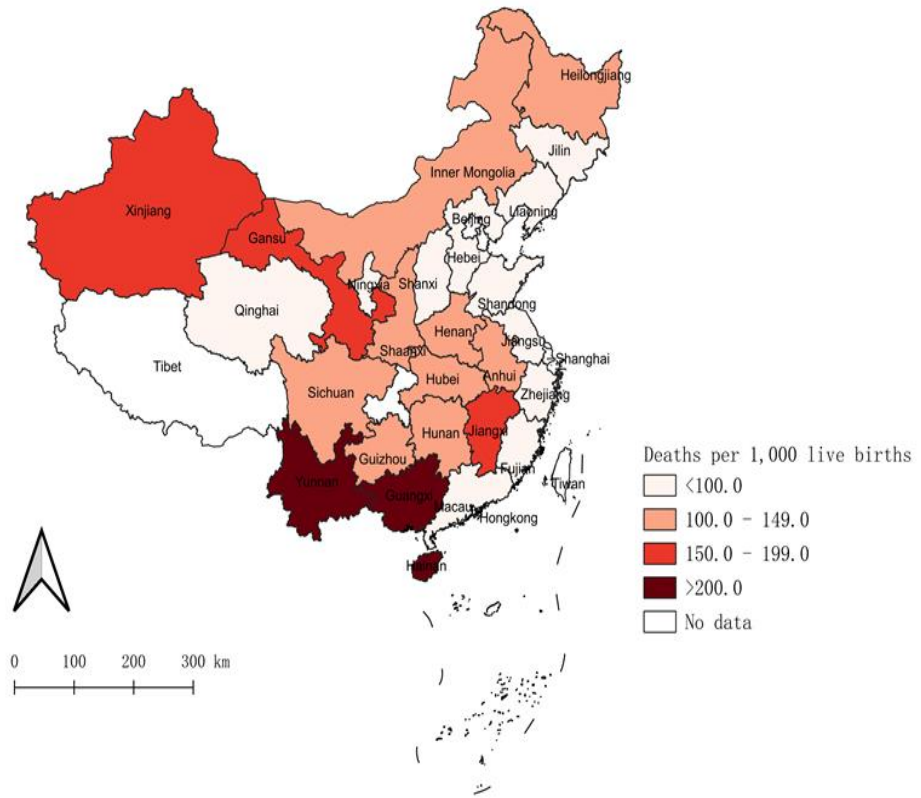 Heilongjiang
Jilin
Inner Mongolia
Liaoning
Beijing
Xinjiang
Gansu
Hebei
Ningxia
Shanxi
Qinghai
Shandong
Henan
Jiangsu
Shaanxi
Shanghai
Tibet
Anhui
Hubei
Sichuan
Zhejiang
Hunan
Jiangxi
Guizhou
Fujian
Yunnan
Guangxi
Tiwan
Macau
Hongkong
Hainan
Deaths per 1,000 live births
<100.0
100.0 - 149.0
150.0 - 199.0
>200.0
No data
0 100 200 300 km